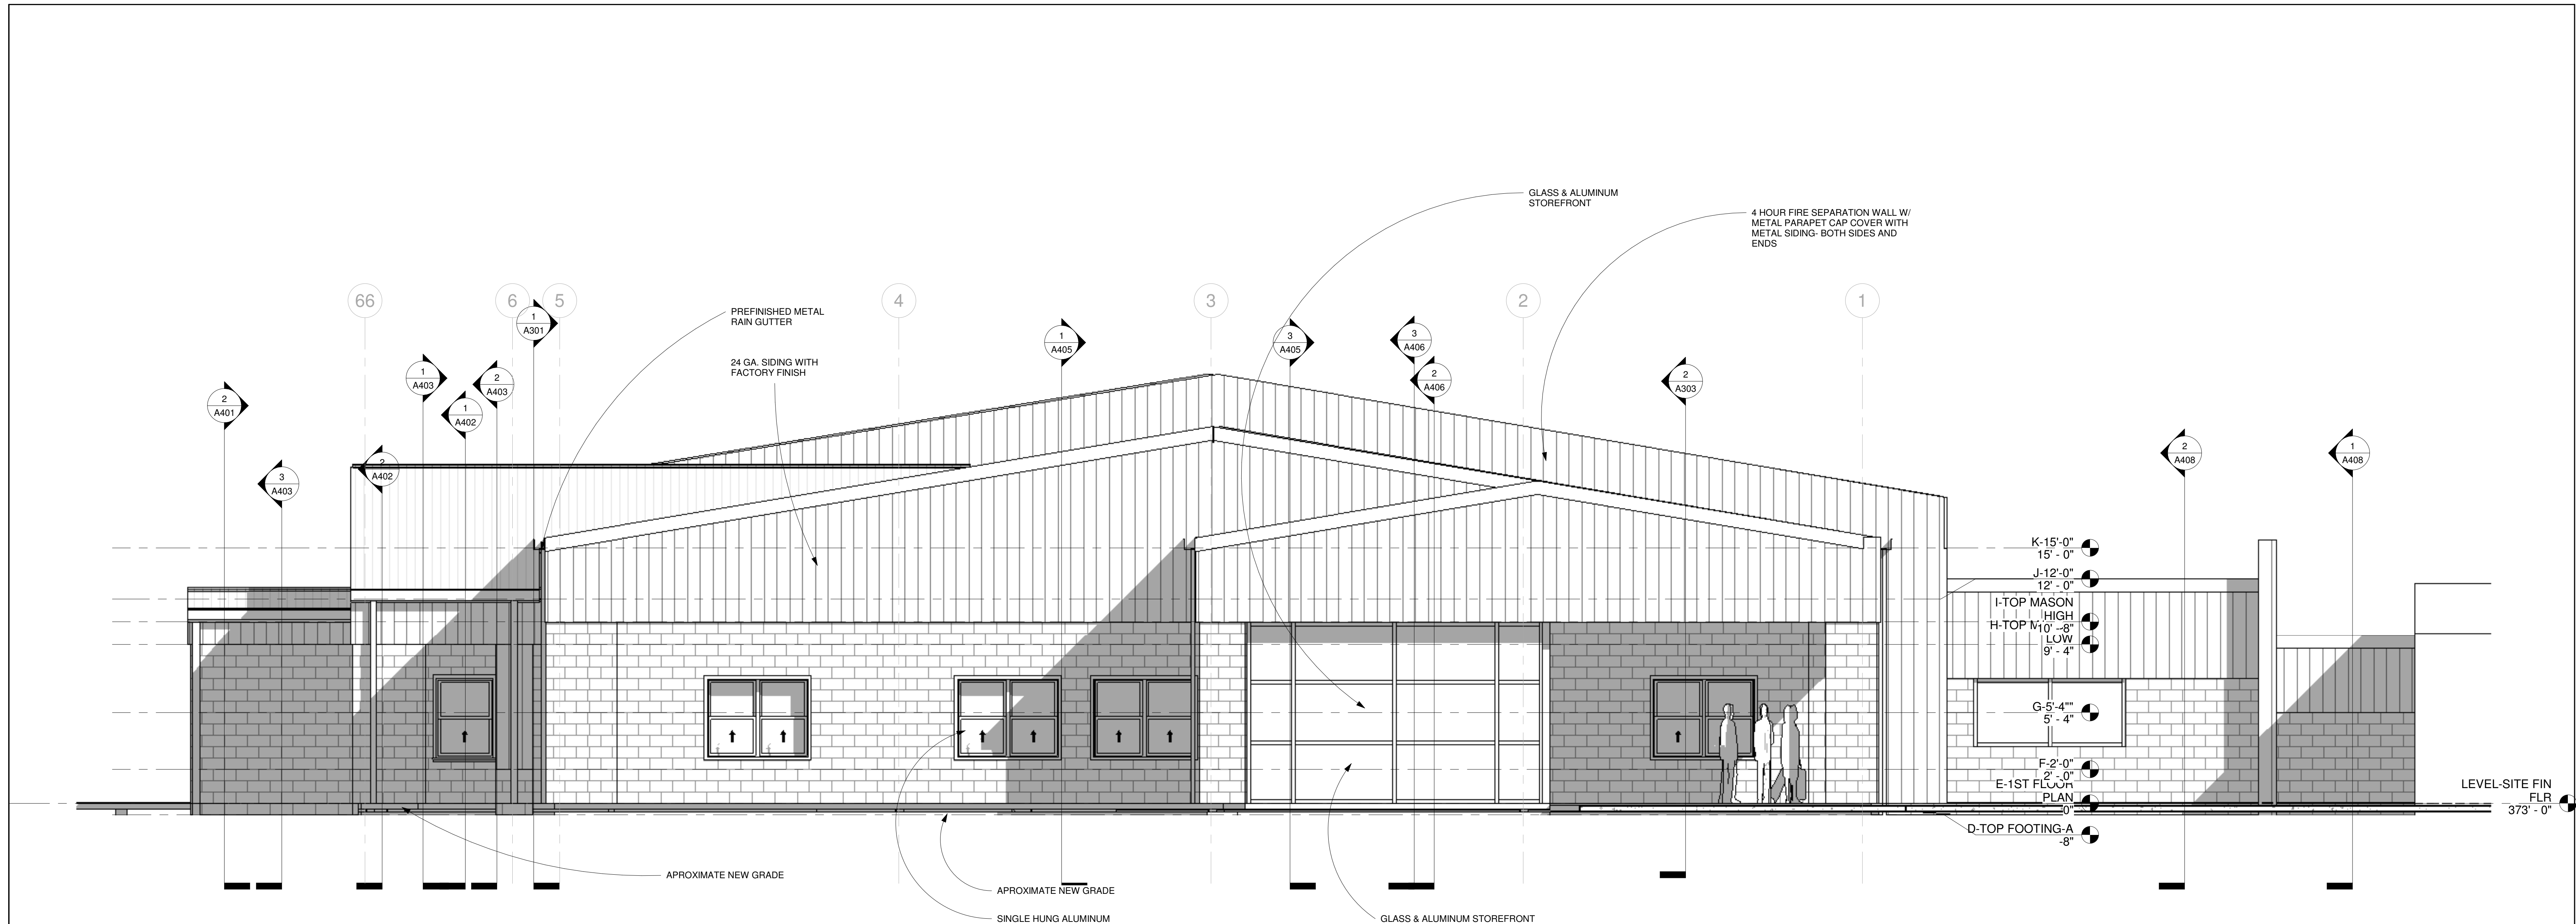 GLASS & ALUMINUM
STOREFRONT
4 HOUR FIRE SEPARATION WALL W/
METAL PARAPET CAP COVER WITH
METAL SIDING- BOTH SIDES AND
ENDS
66
6
5
4
3
2
1
PREFINISHED METAL
RAIN GUTTER
24 GA. SIDING WITH
FACTORY FINISH
1
A301
1
A405
3
A405
3
A406
2
A406
2
A303
1
A403
2
A403
2
A401
1
A402
2
A402
3
A403
2
A408
1
A408
K-15'-0"
15' - 0"
J-12'-0"
12' - 0"
I-TOP MASON
HIGH
10' - 8"
H-TOP
LOW
9' - 4"
G-5'-4""
5' - 4"
F-2'-0"
2' - 0"
E-1ST FLOOR
PLAN
0"
LEVEL-SITE FIN
FLR
373' - 0"
D-TOP FOOTING-A
-8"
APROXIMATE NEW GRADE
APROXIMATE NEW GRADE
SINGLE HUNG ALUMINUM
GLASS & ALUMINUM STOREFRONT